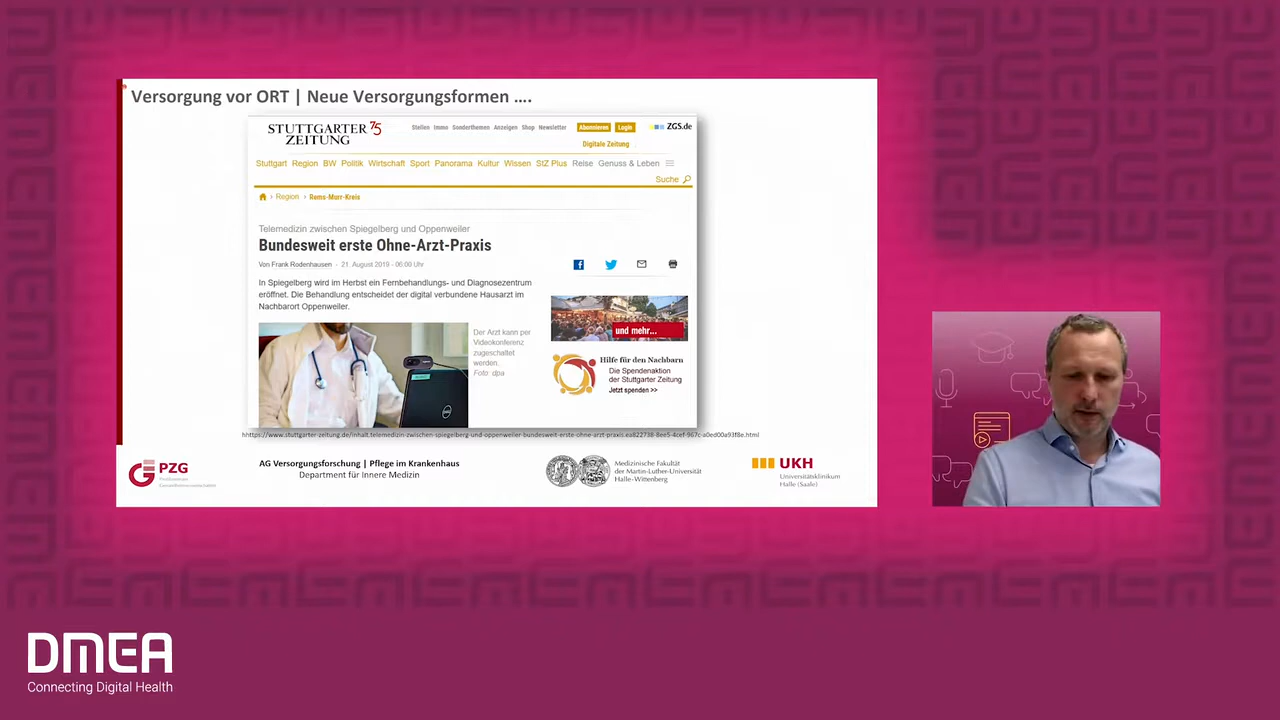 Versorgung vor ORT | Neue Versorgungsformen ....
STUTTGARTER 75
ZEITUNG
Stellen Immo Sonderthemen Anzeigen Shop Newsletter
Abonnieren Login
ZGS.de
Digitale Zeitung
Stuttgart Region BW Politik Wirtschaft Sport Panorama Kultur Wissen StZ Plus Reise Genuss & Leben
Suche
Region › Rems-Murr-Kreis
Telemedizin zwischen Spiegelberg und Oppenweiler
Bundesweit erste Ohne-Arzt-Praxis
Von Frank Rodenhausen - 21. August 2019 - 06:00 Uhr
In Spiegelberg wird im Herbst ein Fernbehandlungs- und Diagnosezentrum
eröffnet. Die Behandlung entscheidet der digital verbundene Hausarzt im
Nachbarort Oppenweiler.
Der Arzt kann per
Videokonferenz
zugeschaltet
werden.
Foto: dpa
und mehr...
Hilfe für den Nachbarn
Die Spendenaktion
der Stuttgarter Zeitung
Jetzt spenden >>
DELL
PZG
AG Versorgungsforschung | Pflege im Krankenhaus
Department für Innere Medizin
Medizinische Fakultät
der Martin-Luther-Universität
Halle-Wittenberg
UKH
Universitätsklinikum
Halle (Saale)
DMEA
Connecting Digital Health